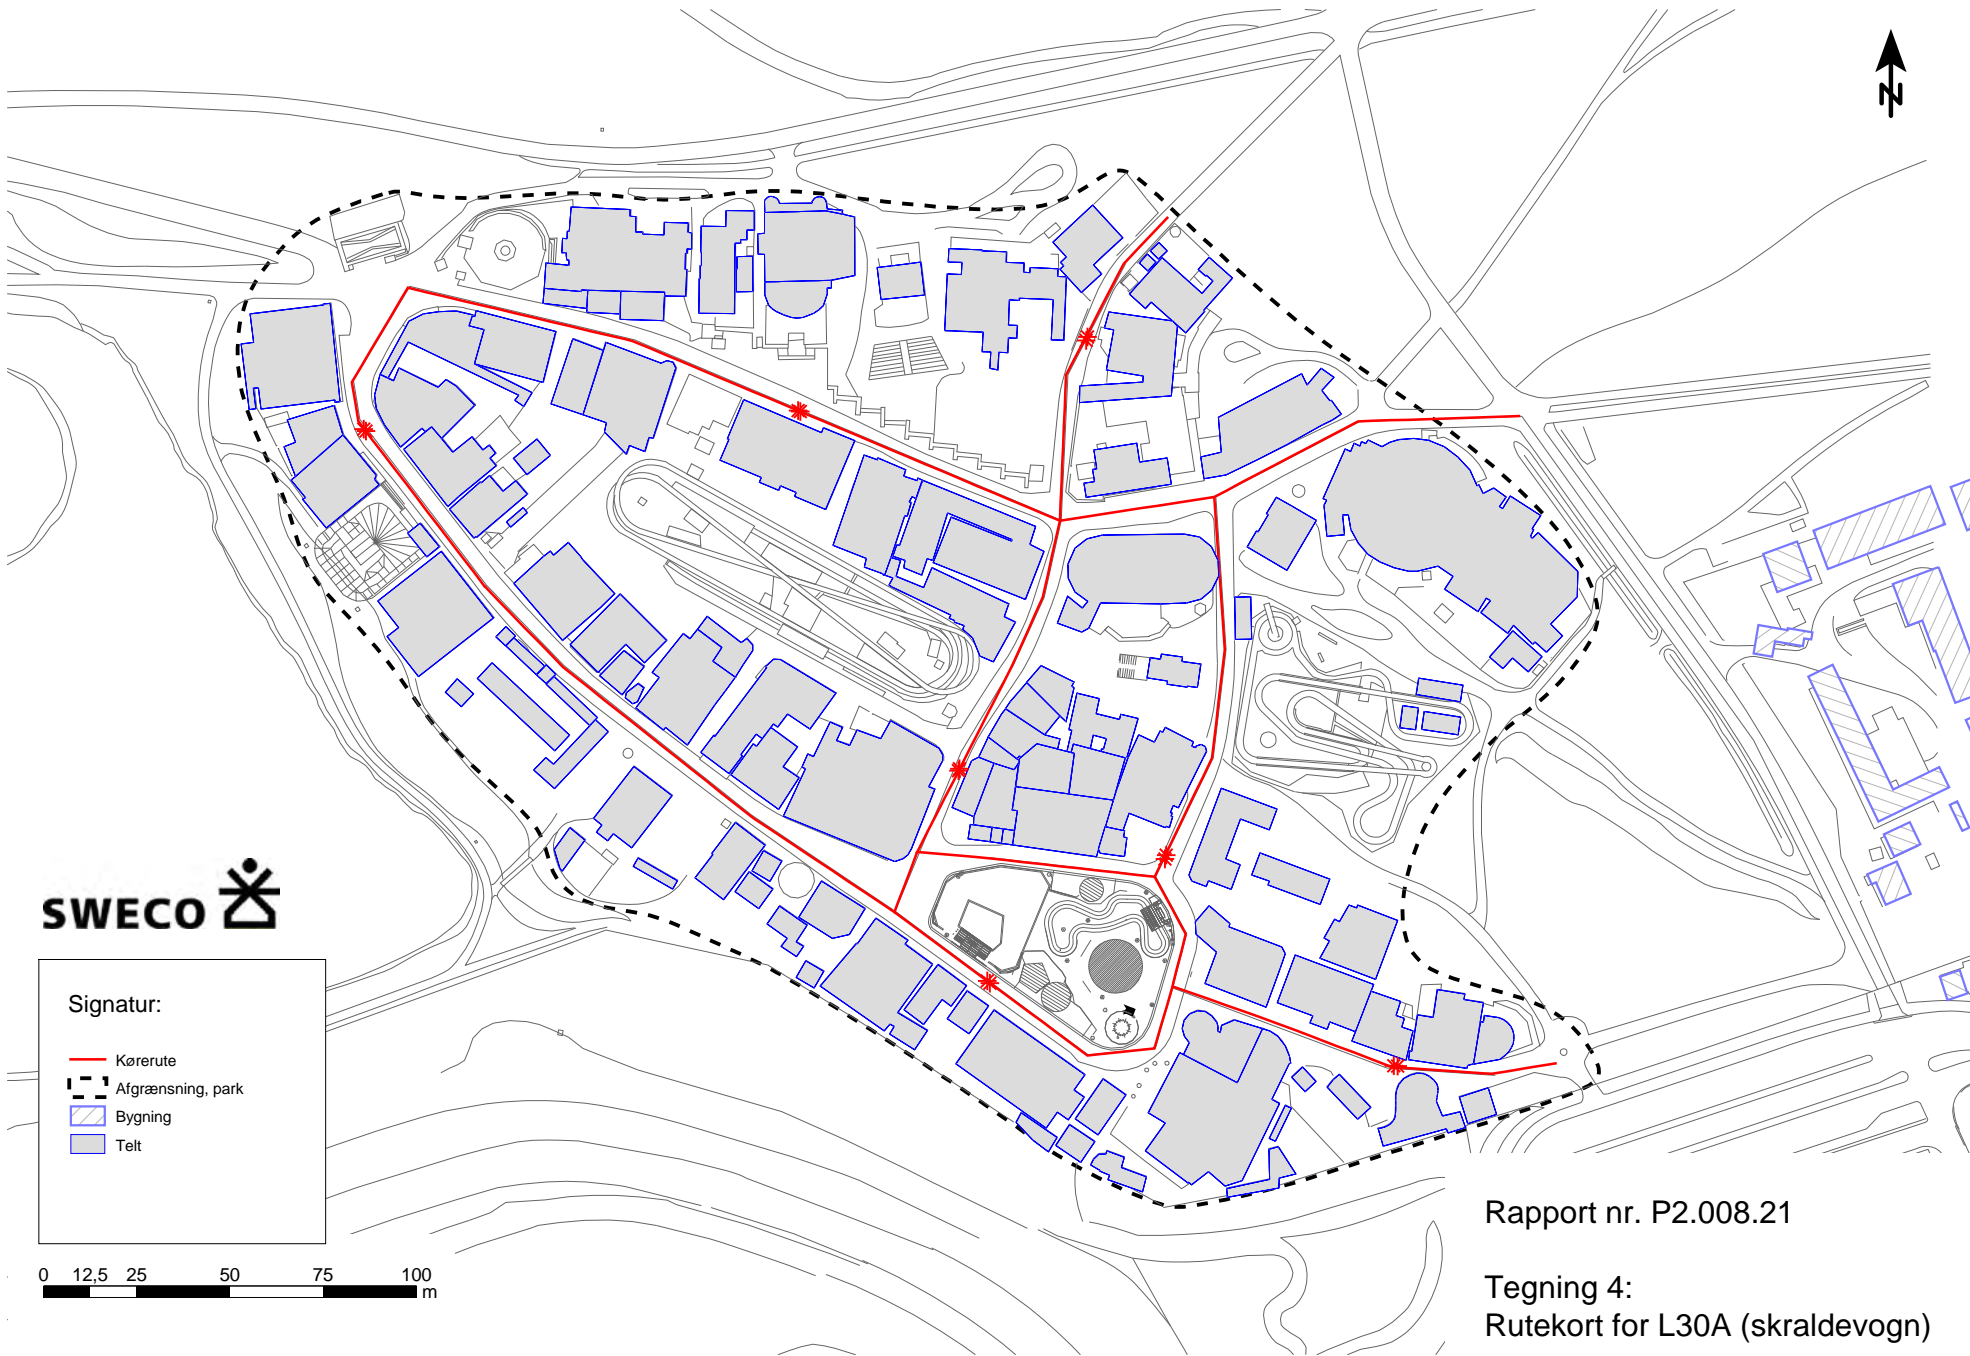 N
SWECO
Signatur:
Kørerute
Afgrænsning, park
Bygning
Telt
0 12,5 25 50 75 100
m
Rapport nr. P2.008.21
Tegning 4:
Rutekort for L30A (skraldevogn)